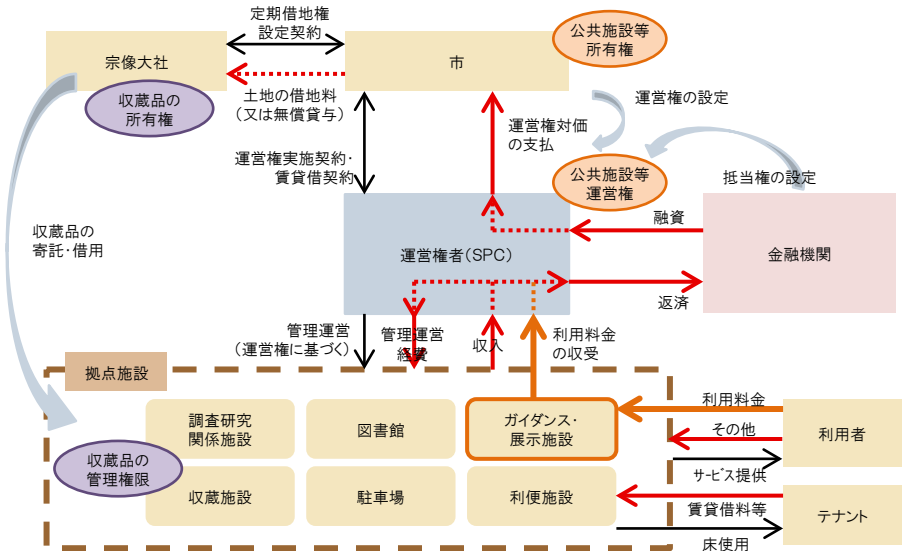 定期借地権
設定契約
公共施設等
所有権
宗像大社
市
収蔵品の
所有権
土地の借地料
(又は無償貸与)
運営権対価
の支払
運営権の設定
運営権実施契約・
賃貸借契約
公共施設等
運営権
抵当権の設定
収蔵品の
寄託・借用
運営権者(SPC)
融資
金融機関
返済
管理運営
(運営権に基づく)
管理運営
経費
収入
利用料金
の収受
拠点施設
調査研究
関係施設
図書館
ガイダンス・
展示施設
利用料金
その他
利用者
収蔵品の
管理権限
サービス提供
収蔵施設
駐車場
利便施設
賃貸借料等
テナント
床使用